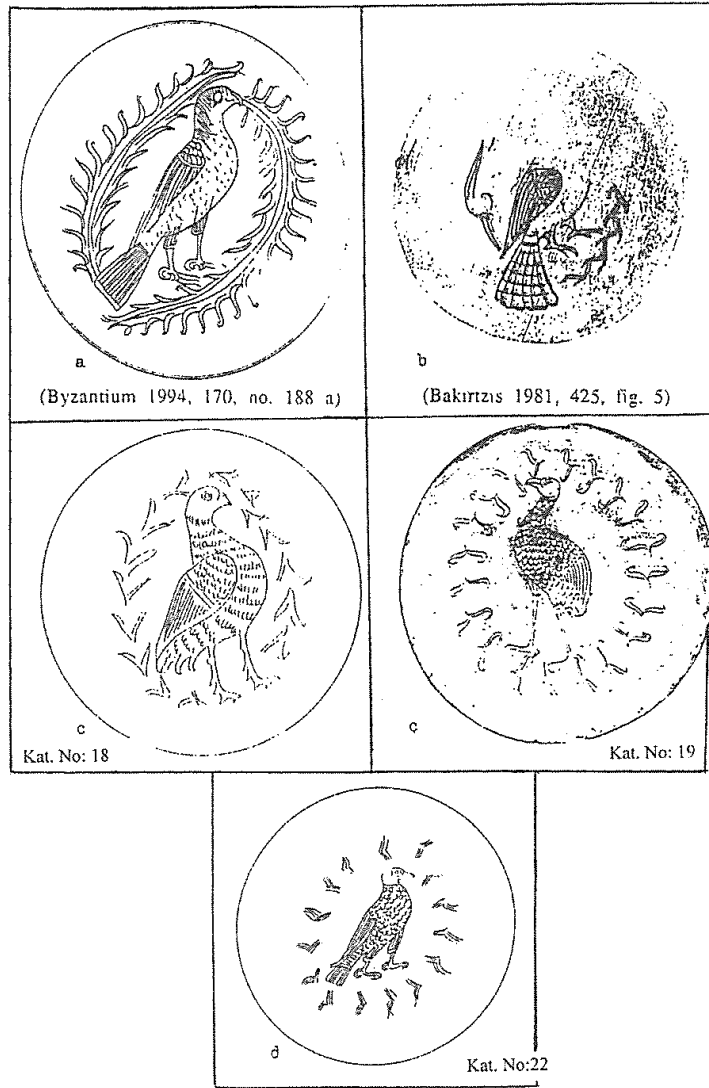 a
(Byzantium 1994, 170, no. 188 a)
b
(Bakırtzıs 1981, 425, fig. 5)
c
Kat. No: 18
ç
Kat. No: 19
d
Kat. No:22